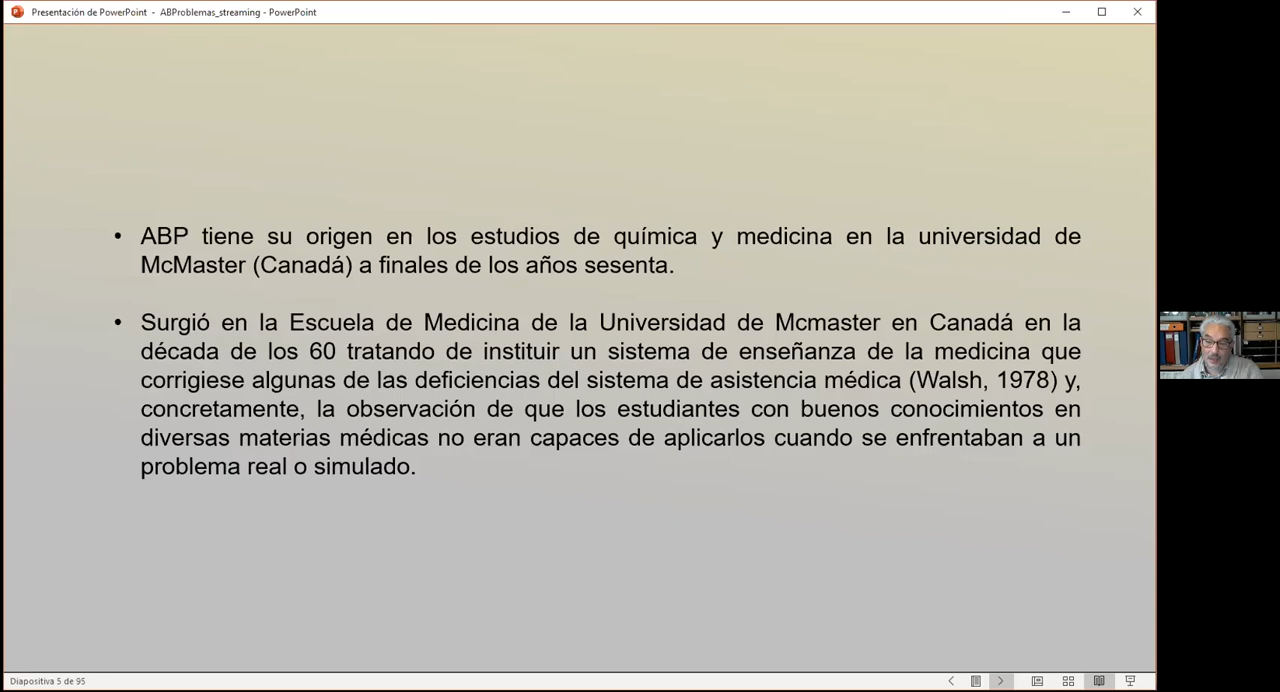 Presentación de PowerPoint - ABProblemas_streaming - PowerPoint
• ABP tiene su origen en los estudios de química y medicina en la universidad de
McMaster (Canadá) a finales de los años sesenta.
• Surgió en la Escuela de Medicina de la Universidad de Mcmaster en Canadá en la
década de los 60 tratando de instituir un sistema de enseñanza de la medicina que
corrigiese algunas de las deficiencias del sistema de asistencia médica (Walsh, 1978) y,
concretamente, la observación de que los estudiantes con buenos conocimientos en
diversas materias médicas no eran capaces de aplicarlos cuando se enfrentaban a un
problema real o simulado.
Diapositiva 5 de 95